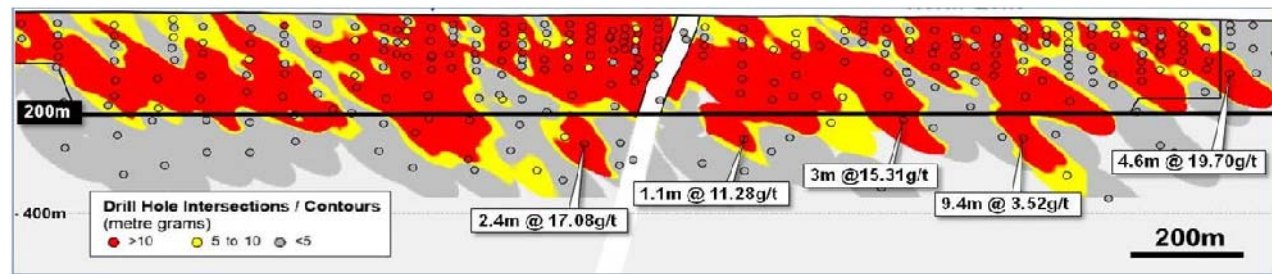 200m
400m
Drill Hole Intersections / Contours
(metre grams)
>10 5 to 10 <5
2.4m @ 17.08g/t
1.1m @ 11.28g/t
3m @15.31g/t
9.4m @ 3.52g/t
4.6m @ 19.70g/t
200m